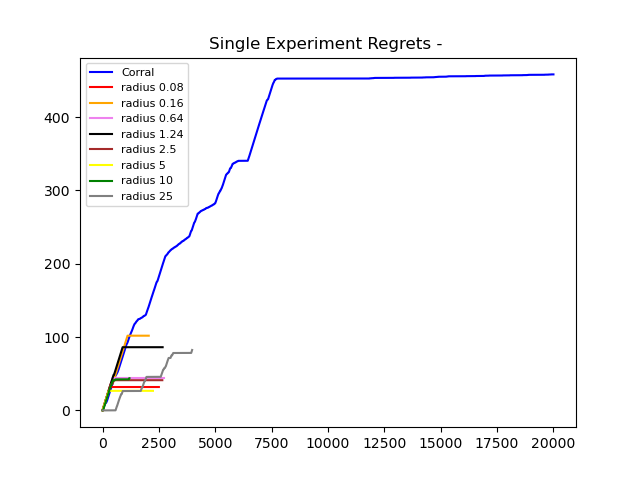 Single Experiment Regrets -
Corral
radius 0.08
radius 0.16
radius 0.64
radius 1.24
radius 2.5
radius 5
radius 10
radius 25
400
300
200
100
0
0 2500 5000 7500 10000 12500 15000 17500 20000